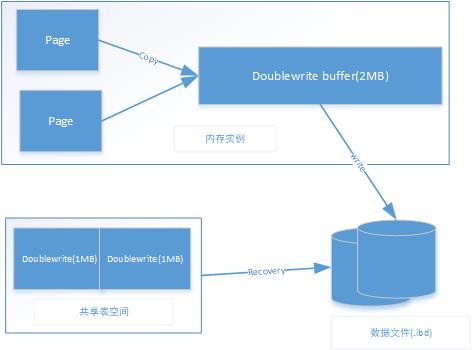 Page
Copy
Doublewrite buffer(2MB)
Page
内存实例
write
Doublewrite(1MB)
Doublewrite(1MB)
Recovery
共享表空间
数据文件(.ibd)